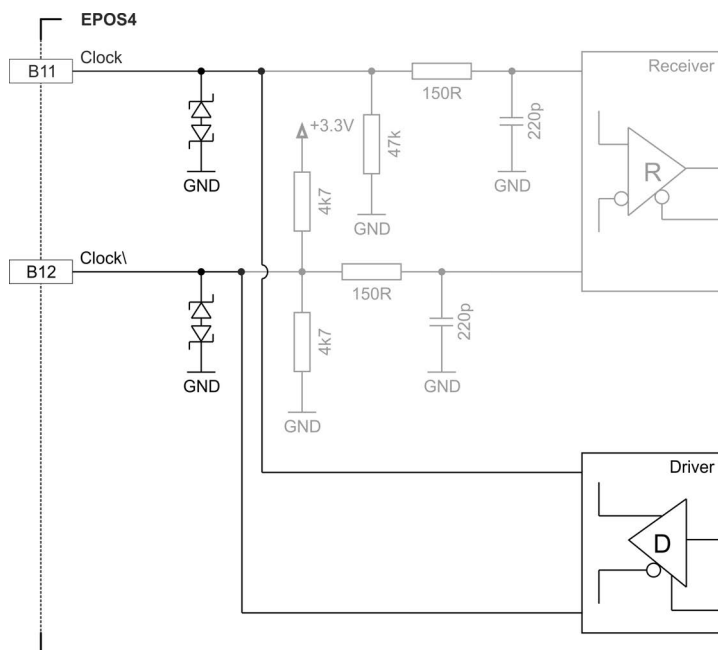 EPOS4
B11
Clock
Receiver
150R
+3.3V
47k
220p
GND
R
4k7
GND
B12
Clock\
150R
4k7
220p
GND
GND
GND
Driver
D